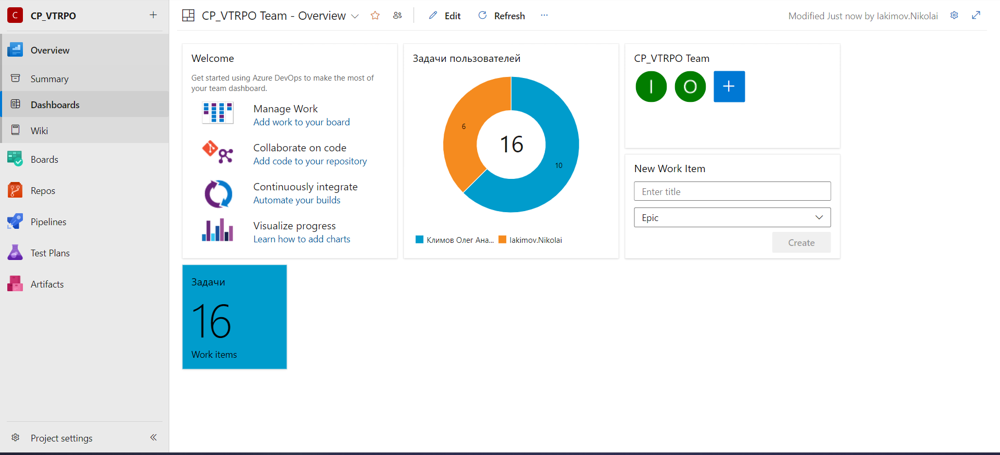 C CP_VTRPO
Overview
Summary
Dashboards
Wiki
Boards
Repos
Pipelines
Test Plans
Artifacts
Project settings
CP_VTRPO Team - Overview
Edit
Refresh
Modified Just now by Iakimov.Nikolai
Welcome
Get started using Azure DevOps to make the most of
your team dashboard.
Manage Work
Add work to your board
Collaborate on code
Add code to your repository
Continuously integrate
Automate your builds
Visualize progress
Learn how to add charts
Задачи пользователей
6
16
10
Климов Олег Ана...
Iakimov.Nikolai
CP_VTRPO Team
I O
New Work Item
Enter title
Epic
Create
Задачи
16
Work items